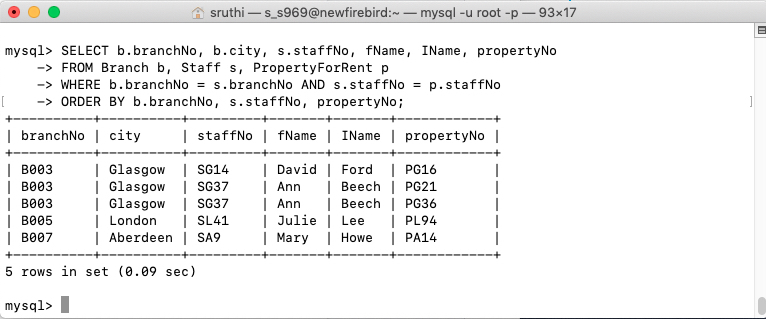 sruthi — s_s969@newfirebird:~ — mysql -u root -p — 93×17
mysql> SELECT b.branchNo, b.city, s.staffNo, fName, IName, propertyNo
    -> FROM Branch b, Staff s, PropertyForRent p
    -> WHERE b.branchNo = s.branchNo AND s.staffNo = p.staffNo
[    -> ORDER BY b.branchNo, s.staffNo, propertyNo; ]
+----------+----------+---------+-------+-------+------------+
| branchNo | city     | staffNo | fName | IName | propertyNo |
+----------+----------+---------+-------+-------+------------+
| B003     | Glasgow  | SG14    | David | Ford  | PG16       |
| B003     | Glasgow  | SG37    | Ann   | Beech | PG21       |
| B003     | Glasgow  | SG37    | Ann   | Beech | PG36       |
| B005     | London   | SL41    | Julie | Lee   | PL94       |
| B007     | Aberdeen | SA9     | Mary  | Howe  | PA14       |
+----------+----------+---------+-------+-------+------------+
5 rows in set (0.09 sec)
mysql>